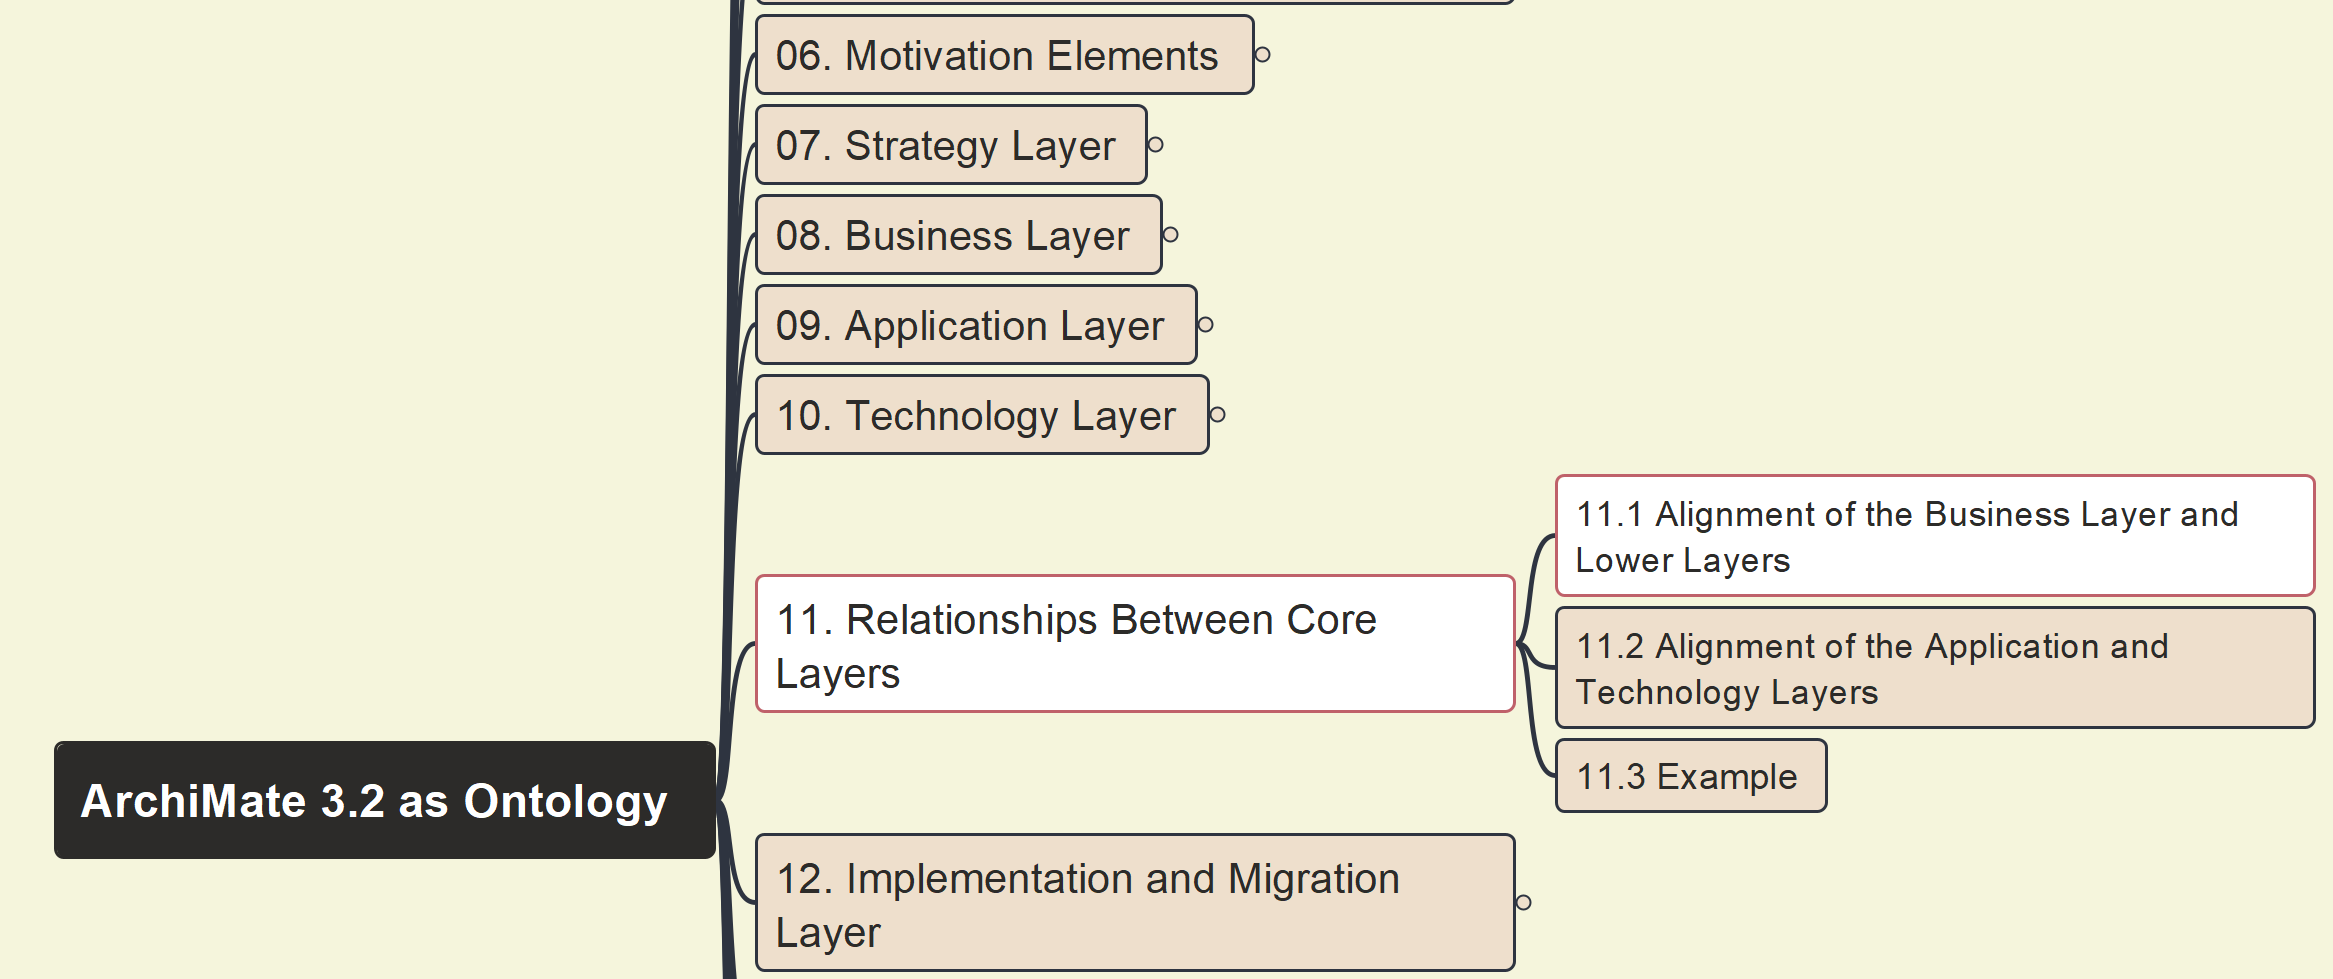 06. Motivation Elements
07. Strategy Layer
08. Business Layer
09. Application Layer
10. Technology Layer
11. Relationships Between Core
Layers
11.1 Alignment of the Business Layer and
Lower Layers
11.2 Alignment of the Application and
Technology Layers
11.3 Example
ArchiMate 3.2 as Ontology
12. Implementation and Migration
Layer